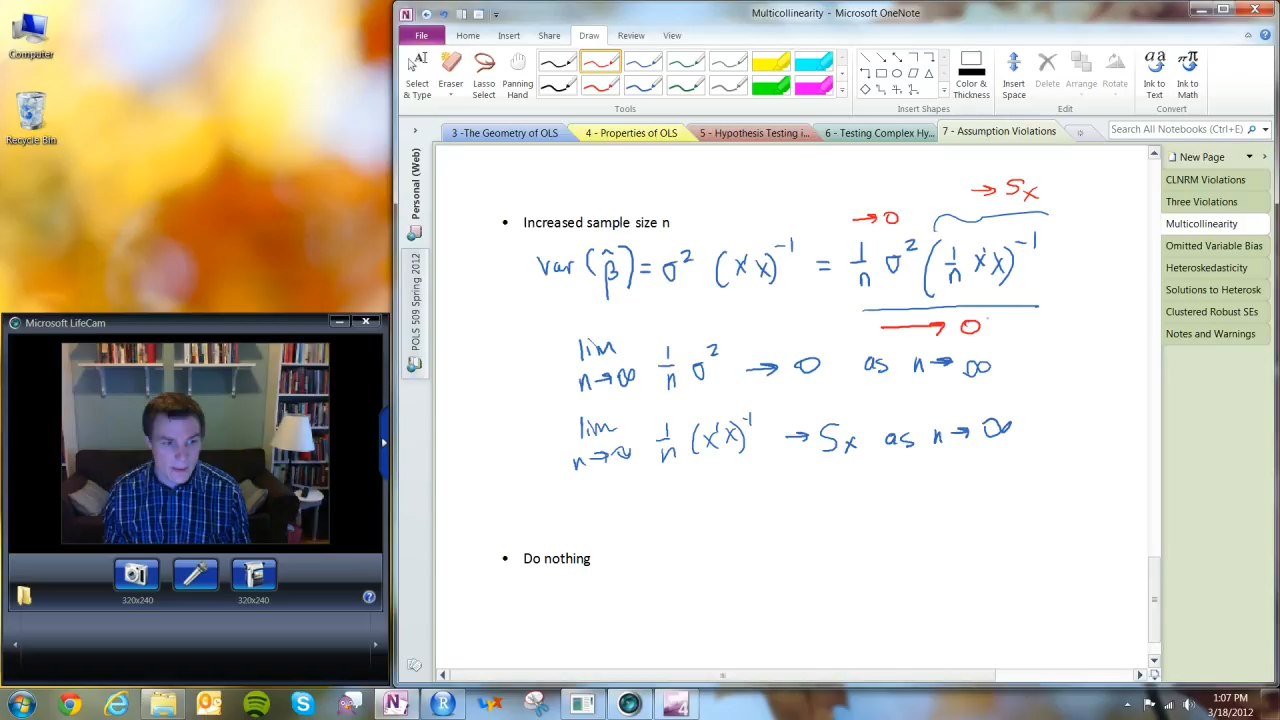 Computer
Recycle Bin
Multicollinearity - Microsoft OneNote
File Home Insert Share Draw Review View
Select & Type
Eraser
Lasso Select
Panning Hand
Color & Thickness
Insert Space
Delete
Arrange
Rotate
Ink to Text
Ink to Math
Tools
Insert Shapes
Edit
Convert
3 -The Geometry of OLS
4 - Properties of OLS
5 - Hypothesis Testing i...
6 - Testing Complex Hy...
7 - Assumption Violations
Search All Notebooks (Ctrl+E)
Personal (Web)
POLS 509 Spring 2012
New Page
CLNRM Violations
Three Violations
Multicollinearity
Omitted Variable Bias
Heteroskedasticity
Solutions to Heterosk
Clustered Robust SEs
Notes and Warnings
→ Sx
• Increased sample size n
→ 0
var (β̂) = σ² (X'X)⁻¹ = 1/n σ² (1/n X'X)⁻¹
→ 0
lim n→∞ 1/n σ² → 0 as n → ∞
lim n→∞ 1/n (X'X)⁻¹ → Sx as n → ∞
• Do nothing
Microsoft LifeCam
320x240
320x240
1:07 PM
3/18/2012